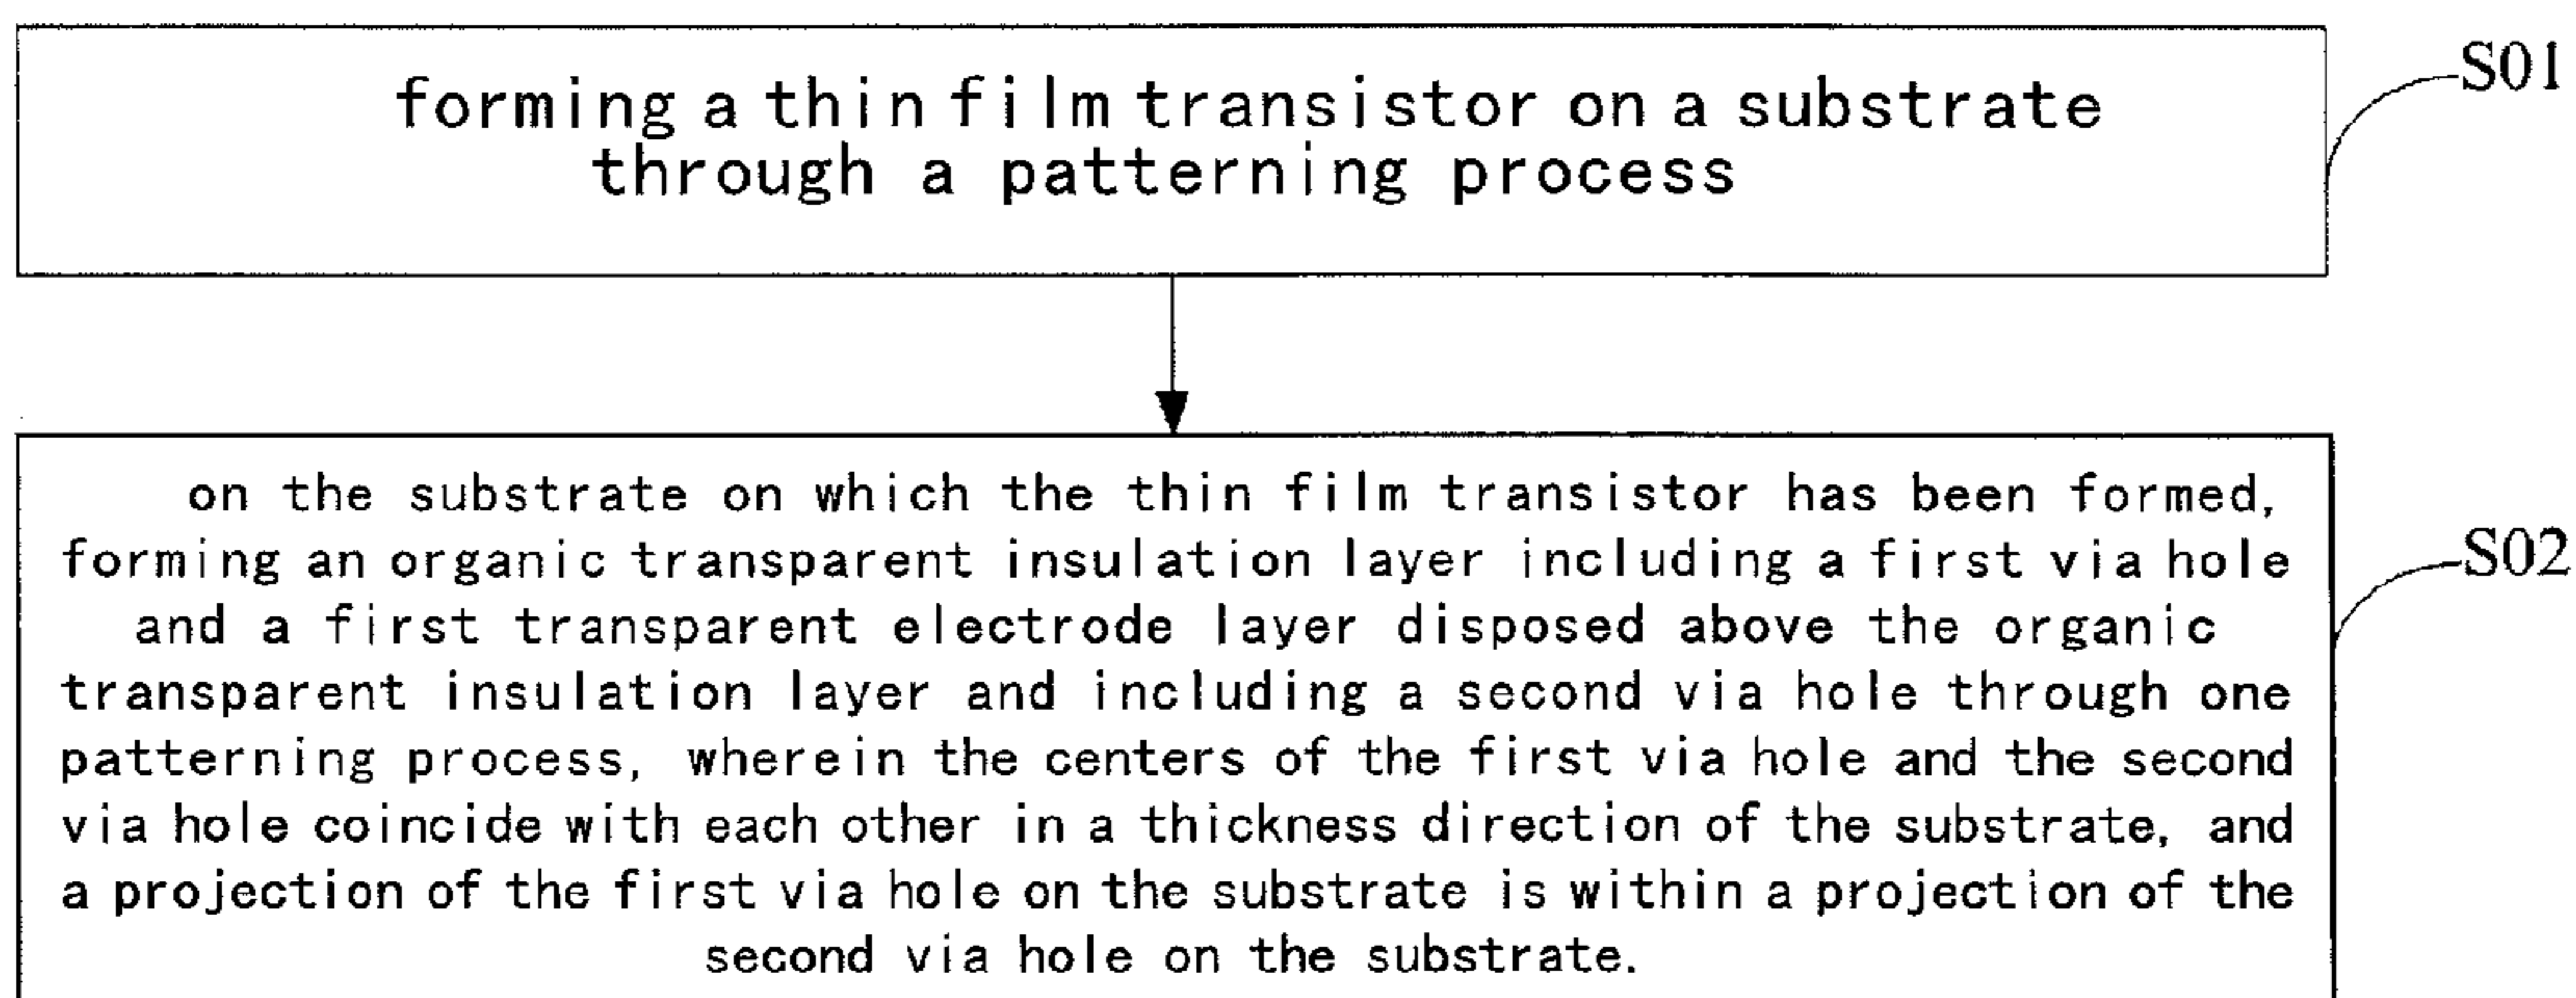 forming a thin film transistor on a substrate
through a patterning process
S01
on the substrate on which the thin film transistor has been formed,
forming an organic transparent insulation layer including a first via hole
and a first transparent electrode layer disposed above the organic
transparent insulation layer and including a second via hole through one
patterning process, wherein the centers of the first via hole and the second
via hole coincide with each other in a thickness direction of the substrate, and
a projection of the first via hole on the substrate is within a projection of the
second via hole on the substrate.
S02